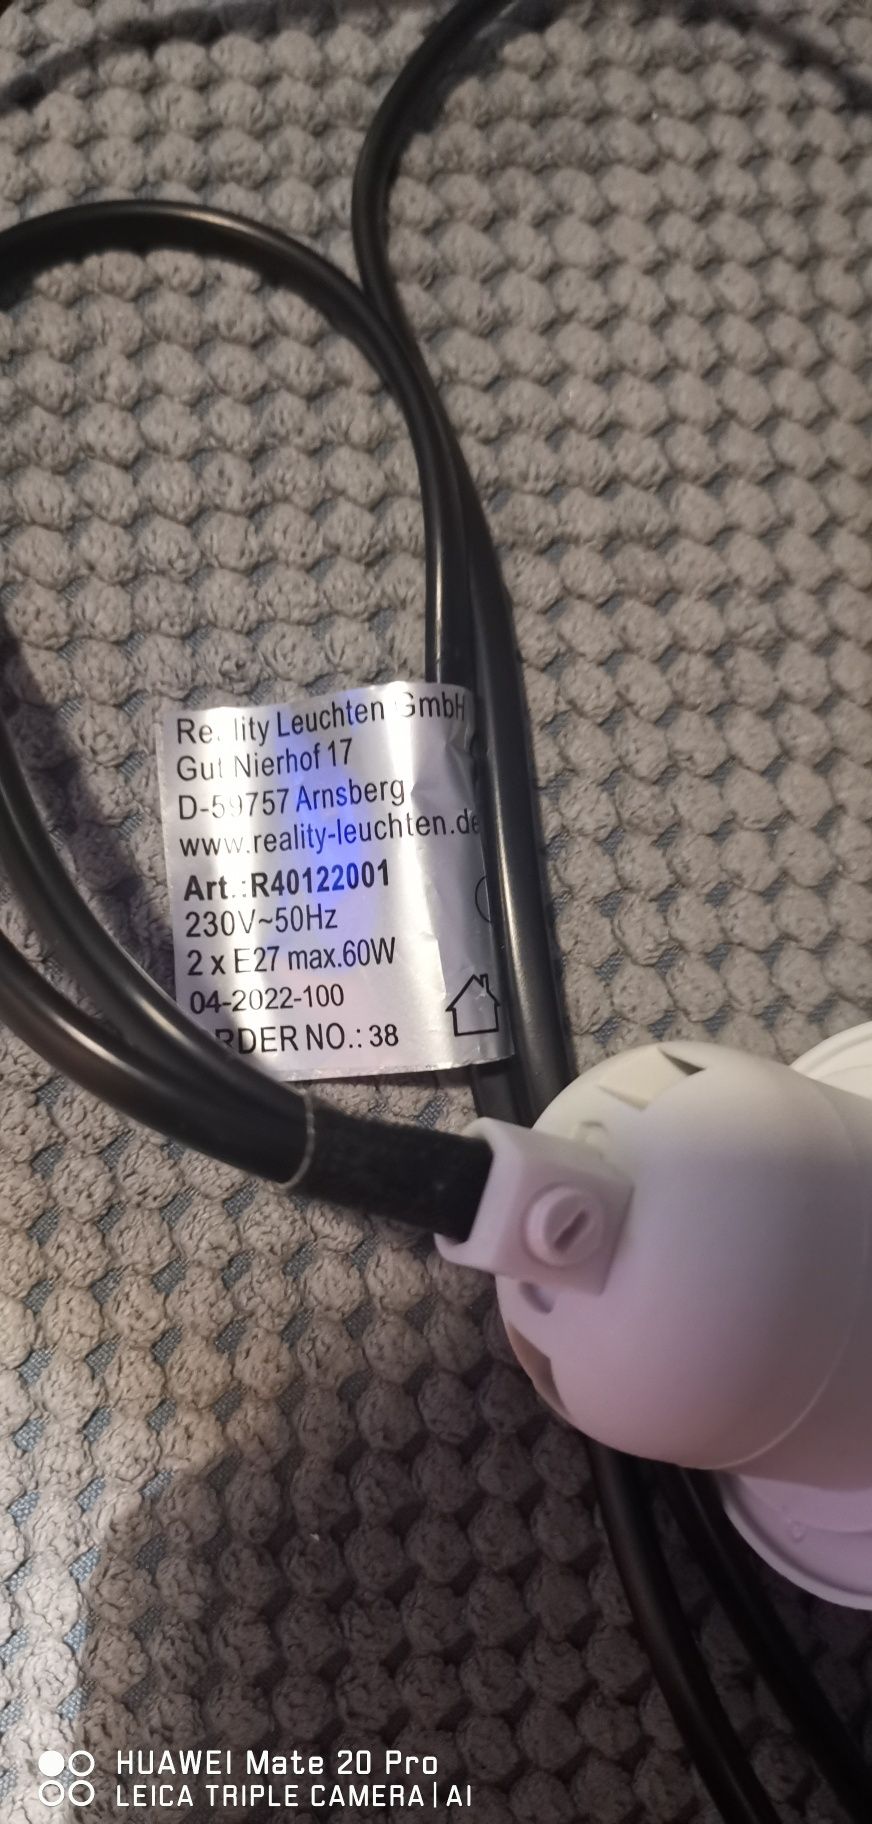 Reality Leuchten GmbH
Gut Nierhof 17
D-59757 Arnsberg
www.reality-leuchten.de
Art.:R40122001
230V~50Hz
2 x E27 max.60W
04-2022-100
RDER NO.: 38
HUAWEI Mate 20 Pro
LEICA TRIPLE CAMERA | AI